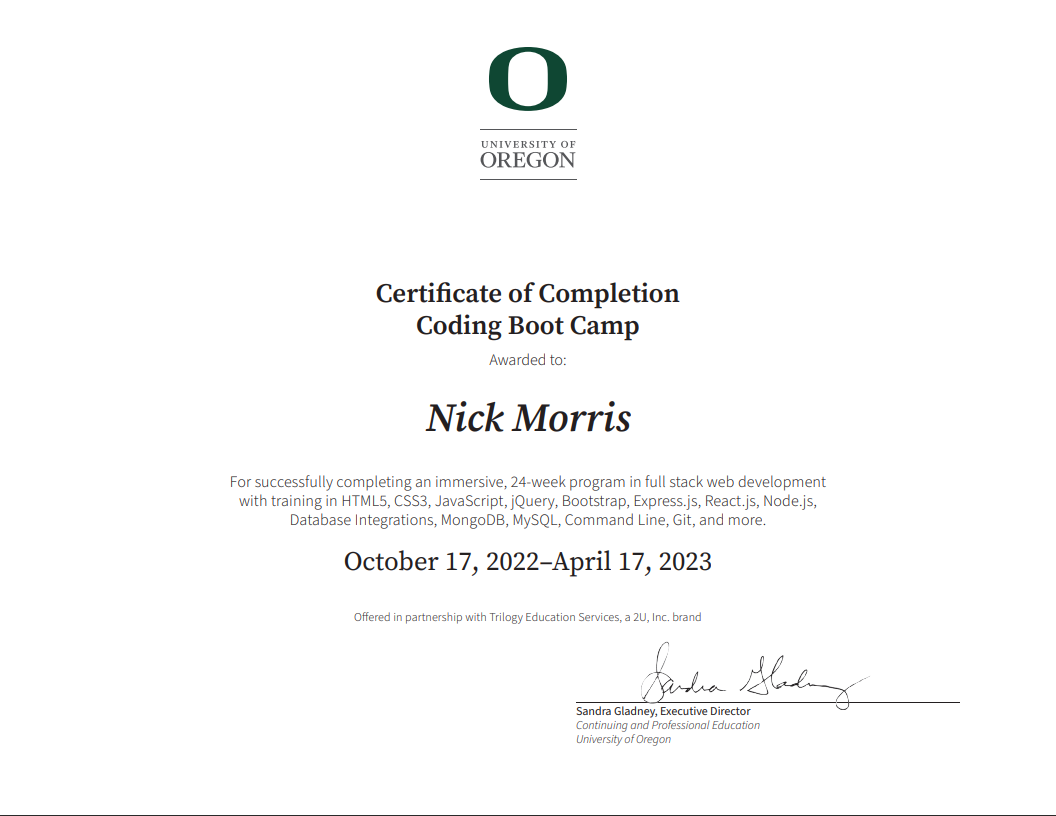 O
UNIVERSITY OF
OREGON
Certificate of Completion
Coding Boot Camp
Awarded to:
Nick Morris
For successfully completing an immersive, 24-week program in full stack web development
with training in HTML5, CSS3, JavaScript, jQuery, Bootstrap, Express.js, React.js, Node.js,
Database Integrations, MongoDB, MySQL, Command Line, Git, and more.
October 17, 2022–April 17, 2023
Offered in partnership with Trilogy Education Services, a 2U, Inc. brand
Sandra Gladney
Sandra Gladney, Executive Director
Continuing and Professional Education
University of Oregon